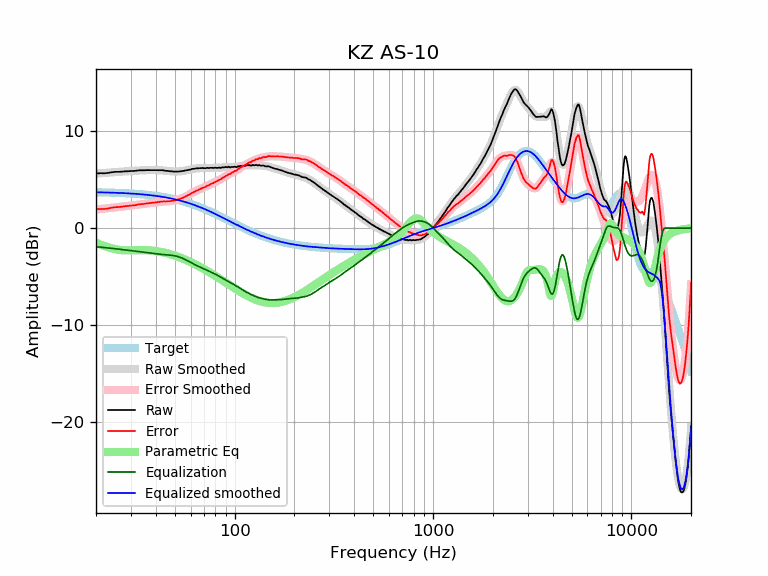 KZ AS-10
Amplitude (dBr)
10
0
−10
−20
Target
Raw Smoothed
Error Smoothed
Raw
Error
Parametric Eq
Equalization
Equalized smoothed
100 1000 10000
Frequency (Hz)